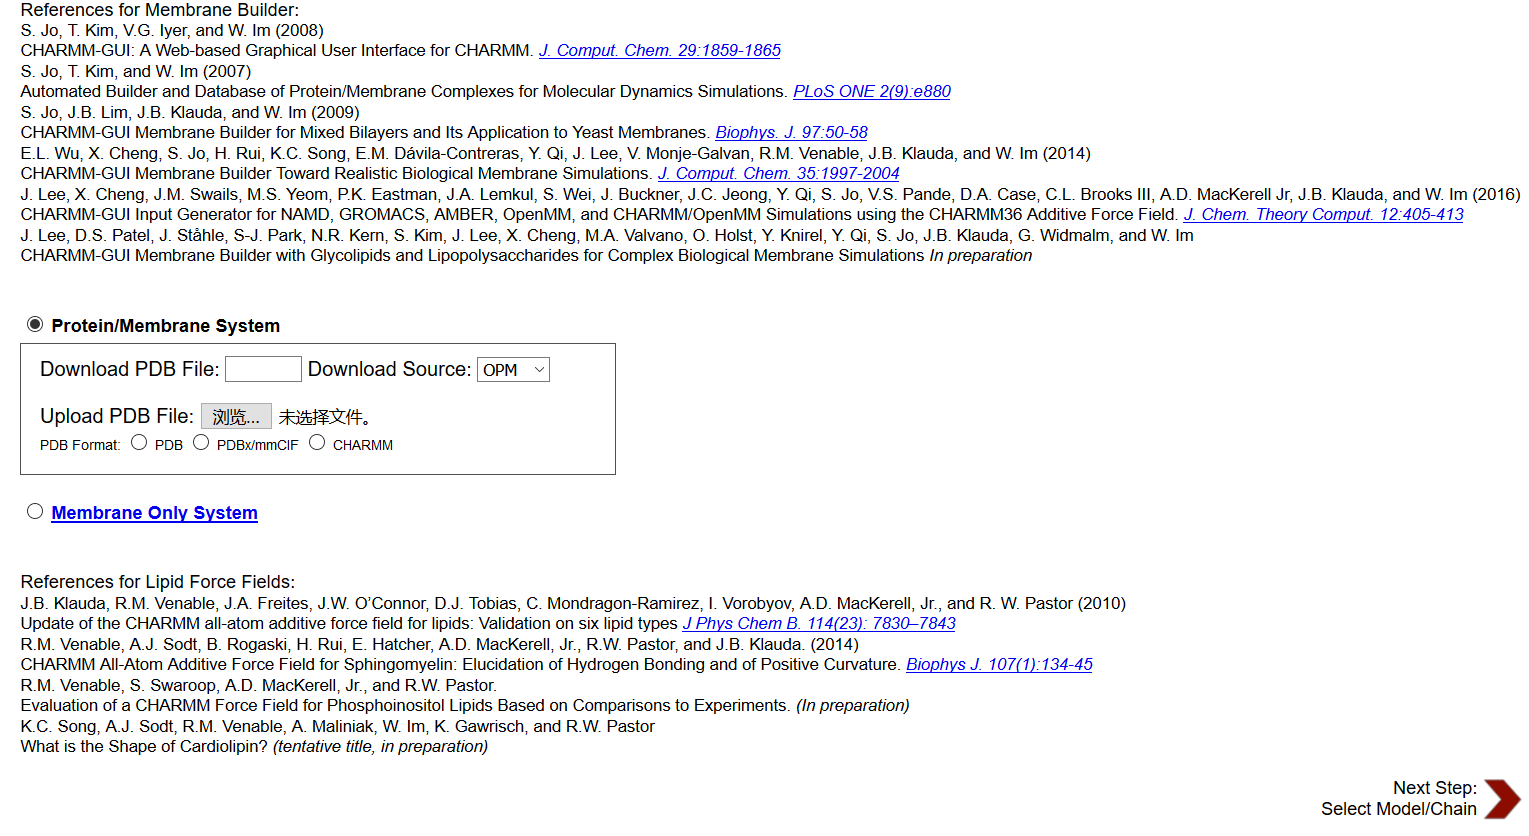 References for Membrane Builder:
S. Jo, T. Kim, V.G. Iyer, and W. Im (2008)
CHARMM-GUI: A Web-based Graphical User Interface for CHARMM. J. Comput. Chem. 29:1859-1865
S. Jo, T. Kim, and W. Im (2007)
Automated Builder and Database of Protein/Membrane Complexes for Molecular Dynamics Simulations. PLoS ONE 2(9):e880
S. Jo, J.B. Lim, J.B. Klauda, and W. Im (2009)
CHARMM-GUI Membrane Builder for Mixed Bilayers and Its Application to Yeast Membranes. Biophys. J. 97:50-58
E.L. Wu, X. Cheng, S. Jo, H. Rui, K.C. Song, E.M. Dávila-Contreras, Y. Qi, J. Lee, V. Monje-Galvan, R.M. Venable, J.B. Klauda, and W. Im (2014)
CHARMM-GUI Membrane Builder Toward Realistic Biological Membrane Simulations. J. Comput. Chem. 35:1997-2004
J. Lee, X. Cheng, J.M. Swails, M.S. Yeom, P.K. Eastman, J.A. Lemkul, S. Wei, J. Buckner, J.C. Jeong, Y. Qi, S. Jo, V.S. Pande, D.A. Case, C.L. Brooks III, A.D. MacKerell Jr, J.B. Klauda, and W. Im (2016)
CHARMM-GUI Input Generator for NAMD, GROMACS, AMBER, OpenMM, and CHARMM/OpenMM Simulations using the CHARMM36 Additive Force Field. J. Chem. Theory Comput. 12:405-413
J. Lee, D.S. Patel, J. Ståhle, S-J. Park, N.R. Kern, S. Kim, J. Lee, X. Cheng, M.A. Valvano, O. Holst, Y. Knirel, Y. Qi, S. Jo, J.B. Klauda, G. Widmalm, and W. Im
CHARMM-GUI Membrane Builder with Glycolipids and Lipopolysaccharides for Complex Biological Membrane Simulations In preparation
Protein/Membrane System
Download PDB File: Download Source: OPM
Upload PDB File: 浏览... 未选择文件。
PDB Format: PDB PDBx/mmCIF CHARMM
Membrane Only System
References for Lipid Force Fields:
J.B. Klauda, R.M. Venable, J.A. Freites, J.W. O’Connor, D.J. Tobias, C. Mondragon-Ramirez, I. Vorobyov, A.D. MacKerell, Jr., and R. W. Pastor (2010)
Update of the CHARMM all-atom additive force field for lipids: Validation on six lipid types J Phys Chem B. 114(23): 7830–7843
R.M. Venable, A.J. Sodt, B. Rogaski, H. Rui, E. Hatcher, A.D. MacKerell, Jr., R.W. Pastor, and J.B. Klauda. (2014)
CHARMM All-Atom Additive Force Field for Sphingomyelin: Elucidation of Hydrogen Bonding and of Positive Curvature. Biophys J. 107(1):134-45
R.M. Venable, S. Swaroop, A.D. MacKerell, Jr., and R.W. Pastor.
Evaluation of a CHARMM Force Field for Phosphoinositol Lipids Based on Comparisons to Experiments. (In preparation)
K.C. Song, A.J. Sodt, R.M. Venable, A. Maliniak, W. Im, K. Gawrisch, and R.W. Pastor
What is the Shape of Cardiolipin? (tentative title, in preparation)
Next Step:
Select Model/Chain